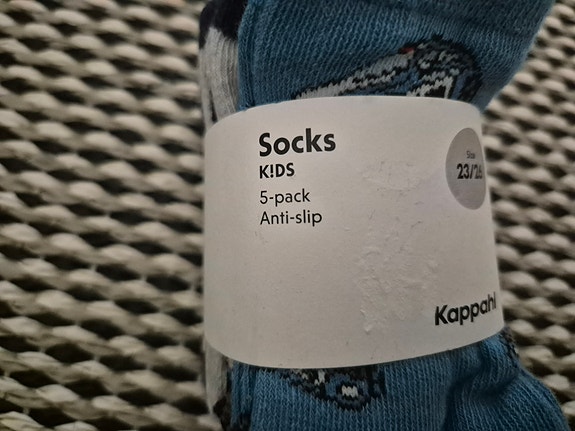 Socks
K!DS
5-pack
Anti-slip
Size
23/26
Kappahl